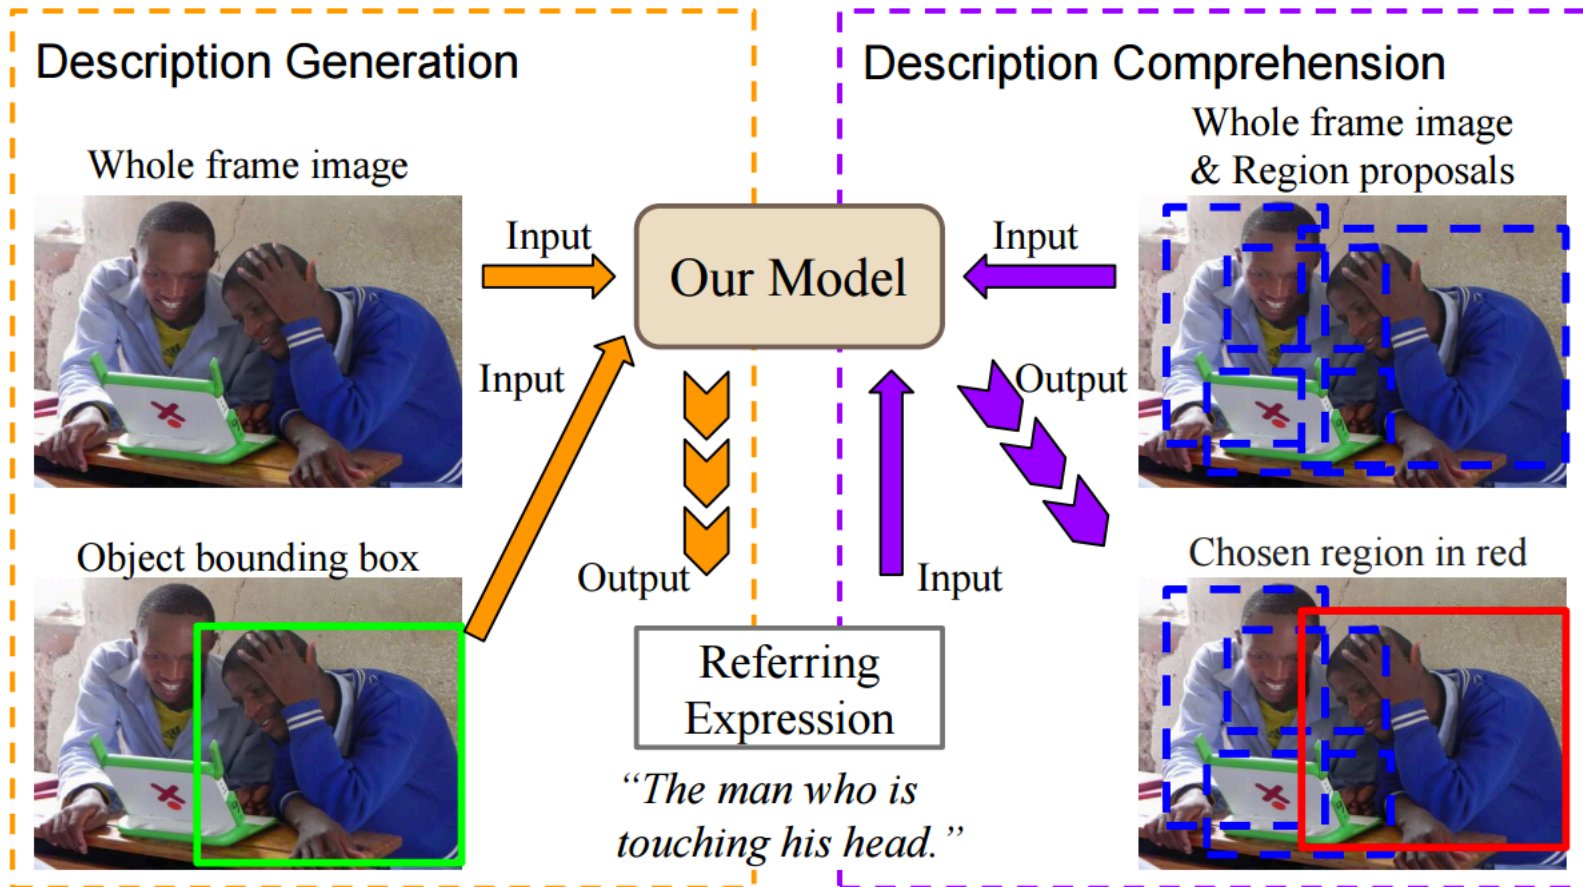 Description Generation
Whole frame image
Input
Input
Object bounding box
Output
Our Model
Referring
Expression
“The man who is
touching his head.”
Description Comprehension
Whole frame image
& Region proposals
Input
Output
Input
Chosen region in red